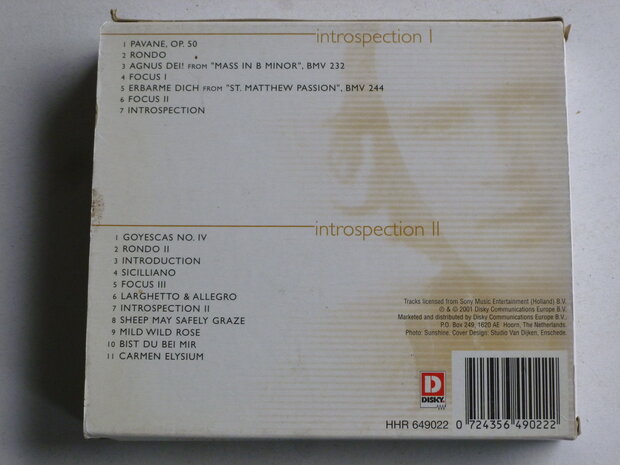 introspection I
1 PAVANE, OP. 50
2 RONDO
3 AGNUS DEI! FROM "MASS IN B MINOR", BMV 232
4 FOCUS I
5 ERBARME DICH FROM "ST. MATTHEW PASSION", BMV 244
6 FOCUS II
7 INTROSPECTION
introspection II
1 GOYESCAS NO. IV
2 RONDO II
3 INTRODUCTION
4 SICILLIANO
5 FOCUS III
6 LARGHETTO & ALLEGRO
7 INTROSPECTION II
8 SHEEP MAY SAFELY GRAZE
9 MILD WILD ROSE
10 BIST DU BEI MIR
11 CARMEN ELYSIUM
Tracks licensed from Sony Music Entertainment (Holland) B.V.
℗ & © 2001 Disky Communications Europe B.V.
Marketed and distributed by Disky Communications Europe B.V.
P.O. Box 249, 1620 AE Hoorn, The Netherlands.
Photo: Sunshine. Cover Design: Studio Van Dijken, Enschede.
D
DISKY
HHR 649022
0 724356 490222